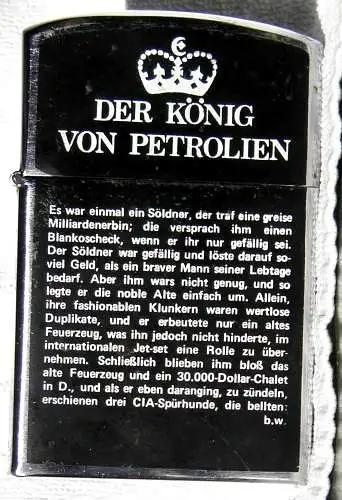 DER KÖNIG
VON PETROLIEN
Es war einmal ein Söldner, der traf eine greise
Milliardenerbin; die versprach ihm einen
Blankoscheck, wenn er ihr nur gefällig sei.
Der Söldner war gefällig und löste darauf so-
viel Geld, als ein braver Mann seiner Lebtage
bedarf. Aber ihm wars nicht genug, und so
legte er die noble Alte einfach um. Allein,
ihre fashionablen Klunkern waren wertlose
Duplikate, und er erbeutete nur ein altes
Feuerzeug, was ihn jedoch nicht hinderte, im
internationalen Jet-set eine Rolle zu über-
nehmen. Schließlich blieben ihm bloß das
alte Feuerzeug und ein 30.000-Dollar-Chalet
in D., und als er eben daranging, zu zündeln,
erschienen drei CIA-Spürhunde, die bellten:
b.w.